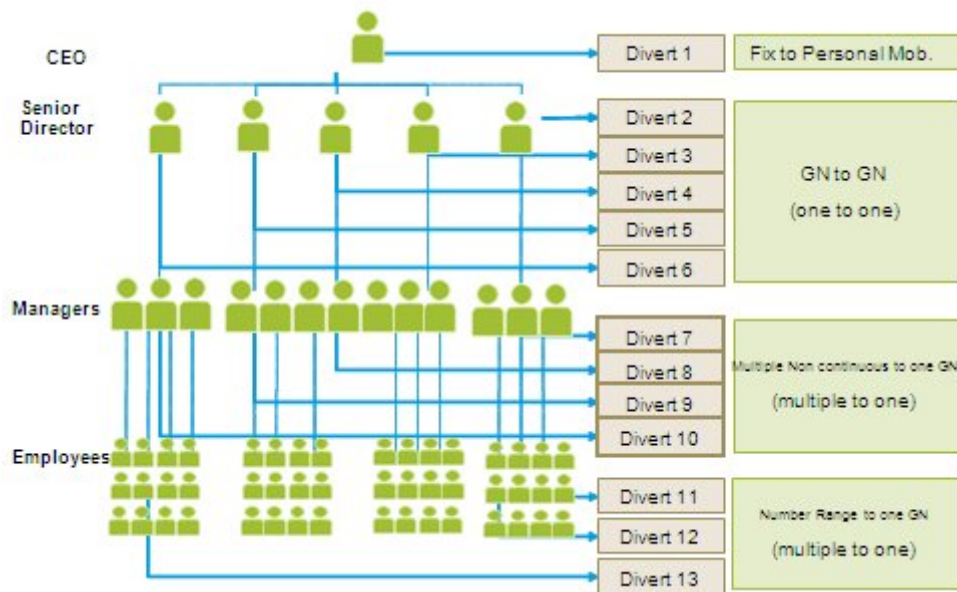 CEO
Divert 1
Fix to Personal Mob.
Senior
Director
Divert 2
Divert 3
Divert 4
Divert 5
Divert 6
GN to GN
(one to one)
Managers
Divert 7
Divert 8
Divert 9
Divert 10
Multiple Non continuous to one GN
(multiple to one)
Employees
Divert 11
Divert 12
Divert 13
Number Range to one GN
(multiple to one)